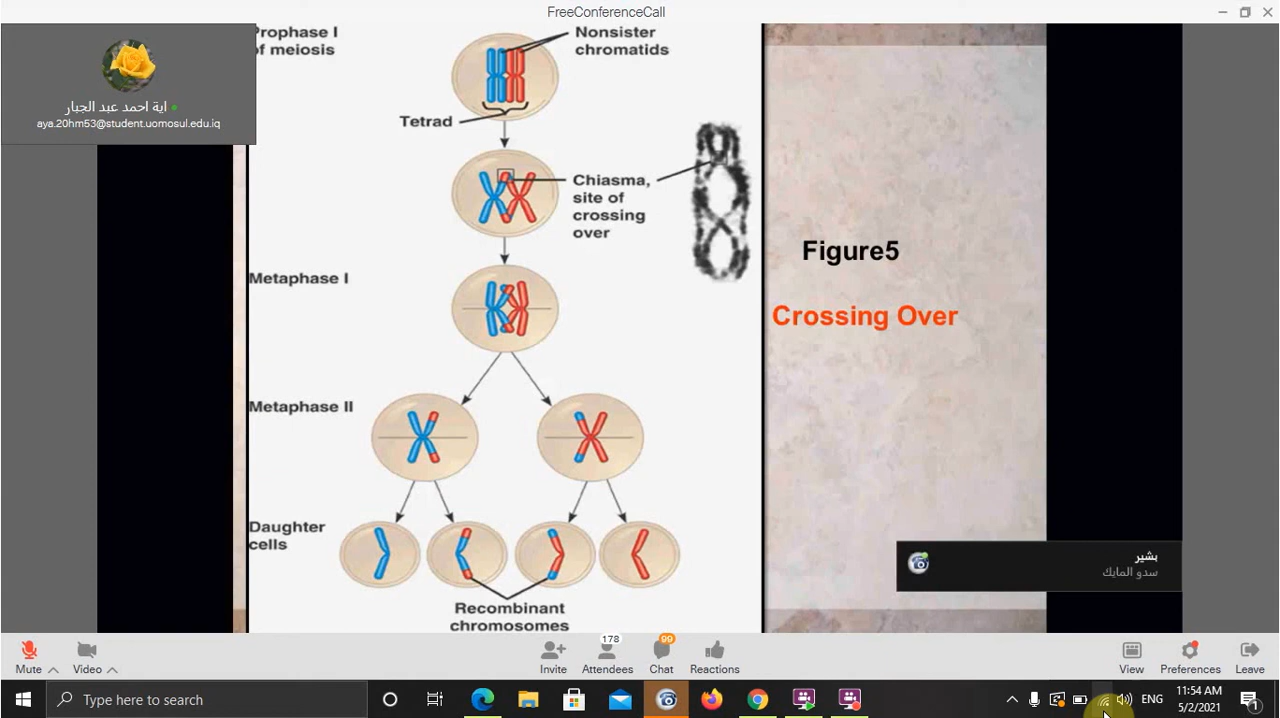 FreeConferenceCall
Prophase I
of meiosis
Nonsister
chromatids
اية احمد عبد الجبار
aya.20hm53@student.uomosul.edu.iq
Tetrad
Chiasma,
site of
crossing
over
Figure5
Crossing Over
Metaphase I
Metaphase II
Daughter
cells
Recombinant
chromosomes
بشير
سدو المايك
Mute
Video
Invite
178
Attendees
99
Chat
Reactions
View
Preferences
Leave
Type here to search
ENG
11:54 AM
5/2/2021
1